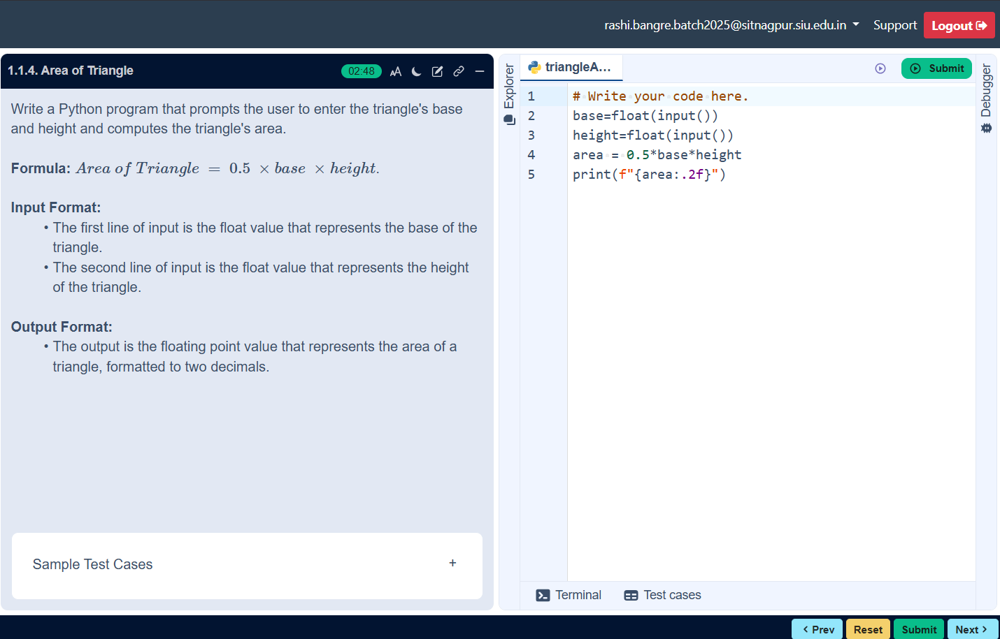 rashi.bangre.batch2025@sitnagpur.siu.edu.in Support Logout
1.1.4. Area of Triangle 02:48 AA
Write a Python program that prompts the user to enter the triangle's base
and height and computes the triangle's area.
Formula: Area of Triangle = 0.5 × base × height.
Input Format:
• The first line of input is the float value that represents the base of the
triangle.
• The second line of input is the float value that represents the height
of the triangle.
Output Format:
• The output is the floating point value that represents the area of a
triangle, formatted to two decimals.
Sample Test Cases +
Explorer
triangleA...
Submit
1 # Write your code here.
2 base=float(input())
3 height=float(input())
4 area = 0.5*base*height
5 print(f"{area:.2f}")
Debugger
Terminal Test cases
< Prev Reset Submit Next >